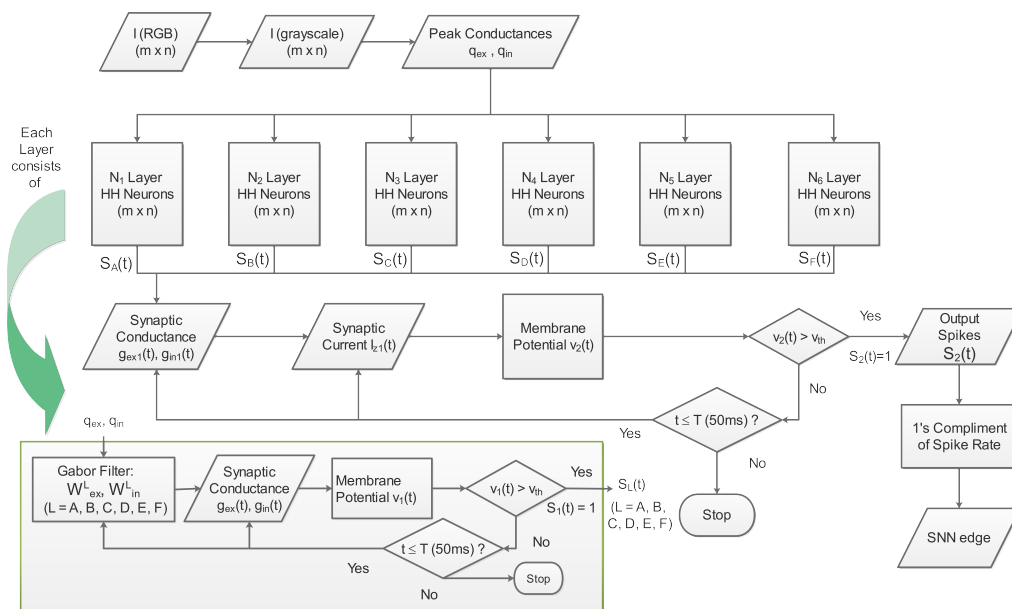 I (RGB)
(m x n)
I (grayscale)
(m x n)
Peak Conductances
qex , qin
Each
Layer
consists
of
N1 Layer
HH Neurons
(m x n)
N2 Layer
HH Neurons
(m x n)
N3 Layer
HH Neurons
(m x n)
N4 Layer
HH Neurons
(m x n)
N5 Layer
HH Neurons
(m x n)
N6 Layer
HH Neurons
(m x n)
SA(t)
SB(t)
SC(t)
SD(t)
SE(t)
SF(t)
Synaptic
Conductance
gex1(t), gin1(t)
Synaptic
Current Iz1(t)
Membrane
Potential v2(t)
v2(t) > vth
Yes
S2(t)=1
Output
Spikes
S2(t)
No
t ≤ T (50ms) ?
Yes
No
Stop
1's Compliment
of Spike Rate
SNN edge
qex, qin
Gabor Filter:
WLex, WLin
(L = A, B, C, D, E, F)
Synaptic
Conductance
gex(t), gin(t)
Membrane
Potential v1(t)
v1(t) > vth
Yes
S1(t) = 1
SL(t)
(L = A, B,
C, D, E, F)
No
t ≤ T (50ms) ?
Yes
No
Stop